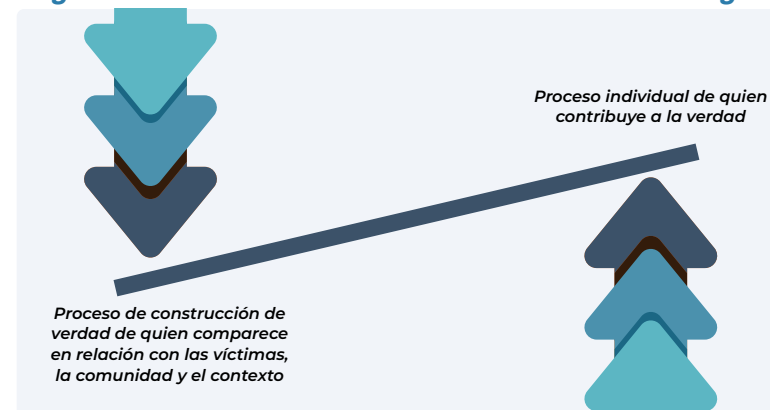 Proceso individual de quien
contribuye a la verdad
Proceso de construcción de
verdad de quien comparece
en relación con las víctimas,
la comunidad y el contexto